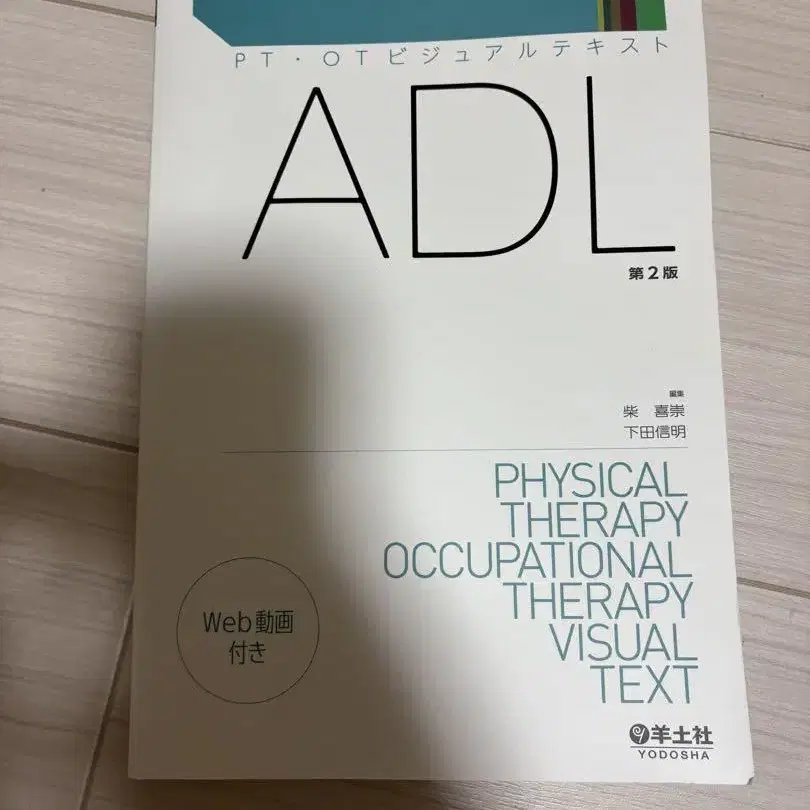 PT・OTビジュアルテキスト
ADL
第2版
編集
柴 喜崇
下田信明
PHYSICAL
THERAPY
OCCUPATIONAL
THERAPY
VISUAL
TEXT
Web動画
付き
羊土社
YODOSHA